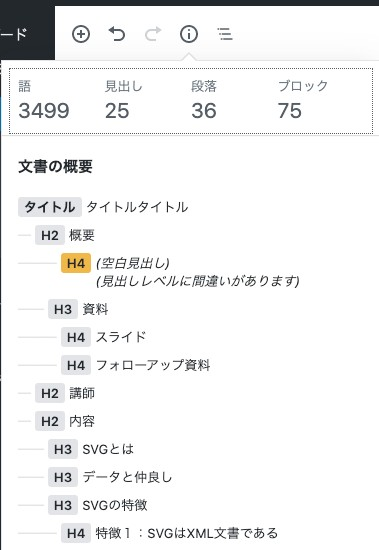 ード
語 見出し 段落 ブロック
3499 25 36 75
文書の概要
タイトル タイトルタイトル
H2 概要
H4 (空白見出し)
(見出しレベルに間違いがあります)
H3 資料
H4 スライド
H4 フォローアップ資料
H2 講師
H2 内容
H3 SVGとは
H3 データと仲良し
H3 SVGの特徴
H4 特徴１：SVGはXML文書である